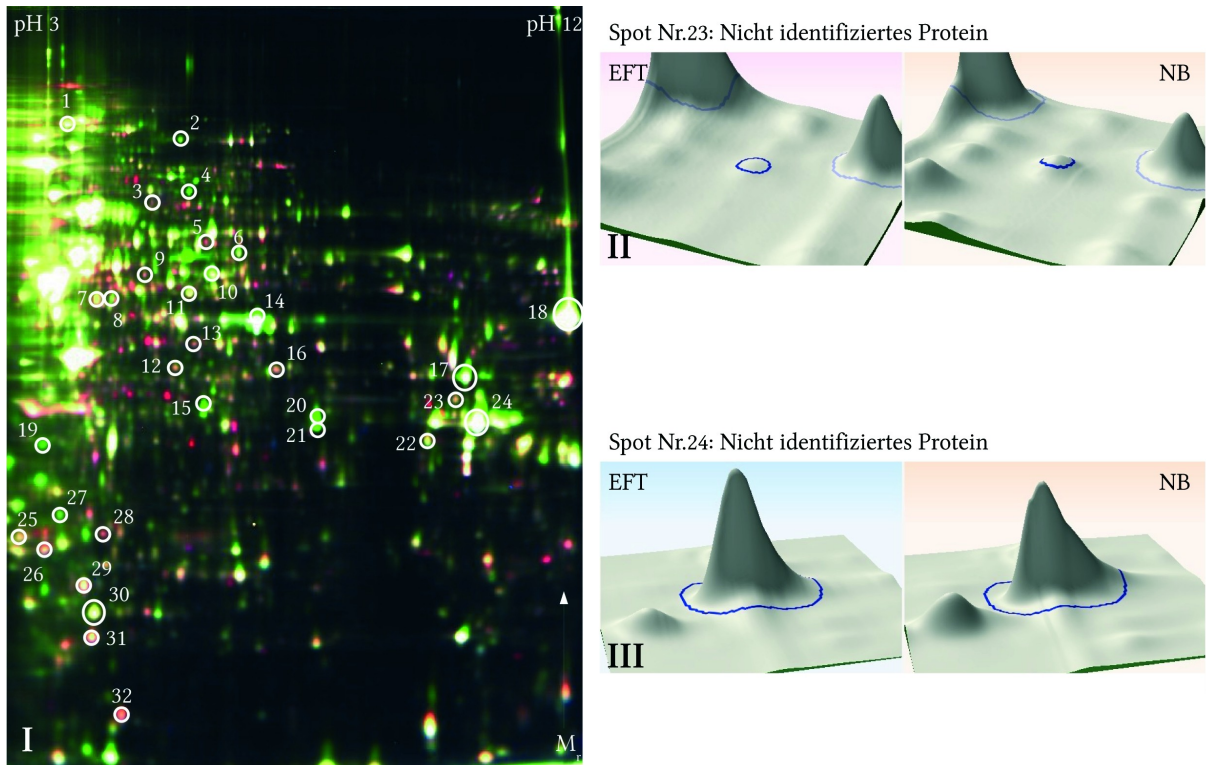 pH 3
pH 12
1
2
3
4
5
6
7
8
9
10
11
12
13
14
15
16
17
18
19
20
21
22
23
24
25
26
27
28
29
30
31
32
I
M
r
Spot Nr.23: Nicht identifiziertes Protein
EFT
NB
II
Spot Nr.24: Nicht identifiziertes Protein
EFT
NB
III